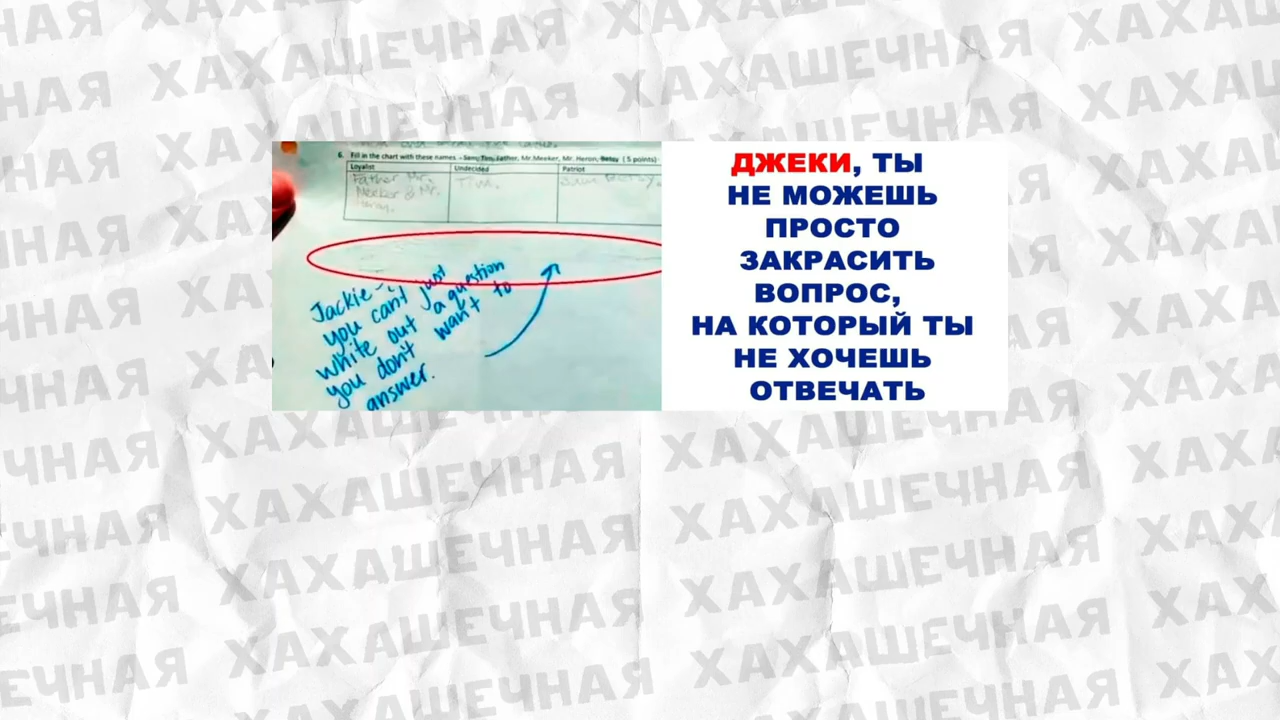 6. Fill in the chart with these names - Sam, Tim, Father, Mr. Meeker, Mr. Heron, Betsy (5 points)
Loyalist Undecided Patriot
Father Mr. Tim. Sam Betsy.
Meeker & Mr.
Heron.
Jackie -
you can't just
white out a question
you don't want to
answer.
ДЖЕКИ, ТЫ
НЕ МОЖЕШЬ
ПРОСТО
ЗАКРАСИТЬ
ВОПРОС,
НА КОТОРЫЙ ТЫ
НЕ ХОЧЕШЬ
ОТВЕЧАТЬ
ХАХАШЕЧНАЯ